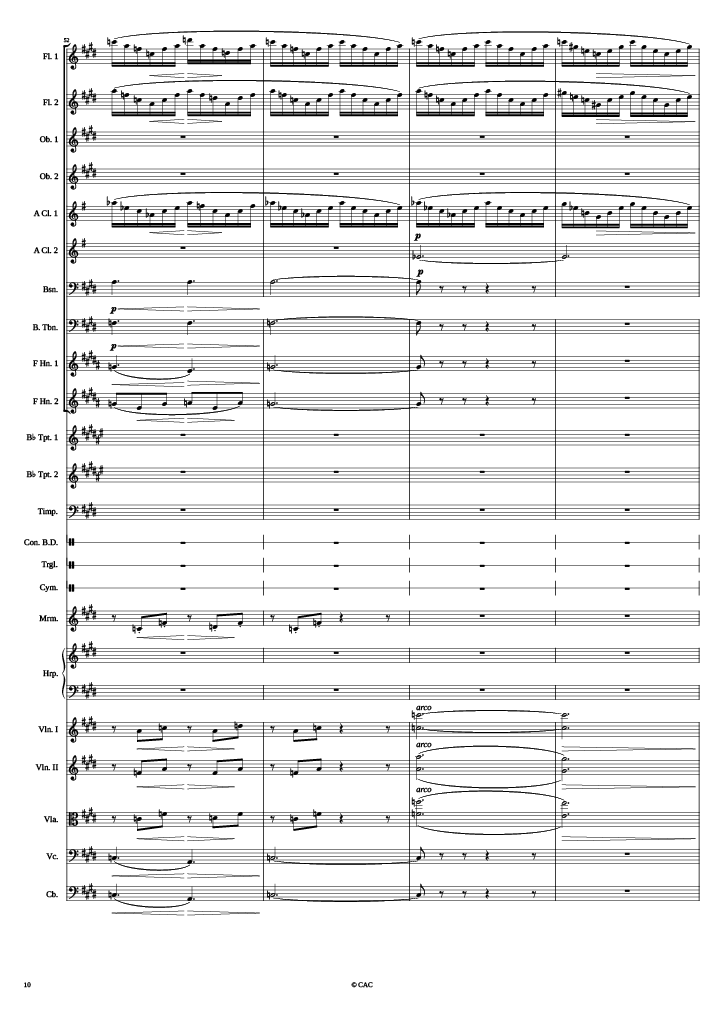 52
Fl. 1
Fl. 2
Ob. 1
Ob. 2
A Cl. 1
p
A Cl. 2
p
Bsn.
p
B. Tbn.
p
F Hn. 1
F Hn. 2
B♭ Tpt. 1
B♭ Tpt. 2
Timp.
Con. B.D.
Trgl.
Cym.
Mrm.
Hrp.
arco
Vln. I
arco
Vln. II
arco
Vla.
Vc.
Cb.
10
© CAC